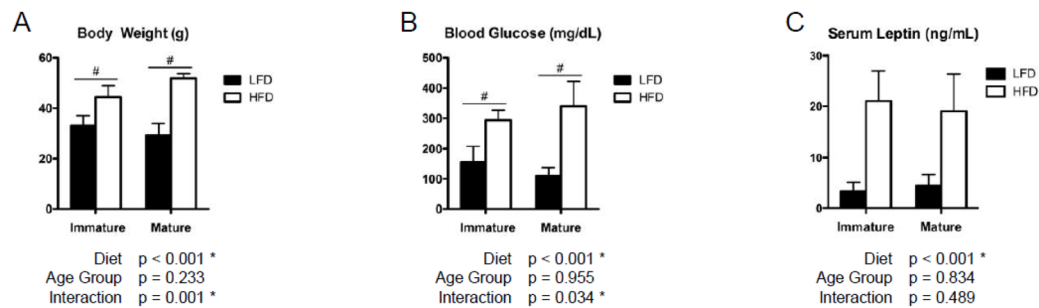 A
Body Weight (g)
60
40
20
0
#
#
LFD
HFD
Immature
Mature
Diet p < 0.001 *
Age Group p = 0.233
Interaction p = 0.001 *
B
Blood Glucose (mg/dL)
500
400
300
200
100
0
#
#
LFD
HFD
Immature
Mature
Diet p < 0.001 *
Age Group p = 0.955
Interaction p = 0.034 *
C
Serum Leptin (ng/mL)
30
20
10
0
LFD
HFD
Immature
Mature
Diet p < 0.001 *
Age Group p = 0.834
Interaction p = 0.489